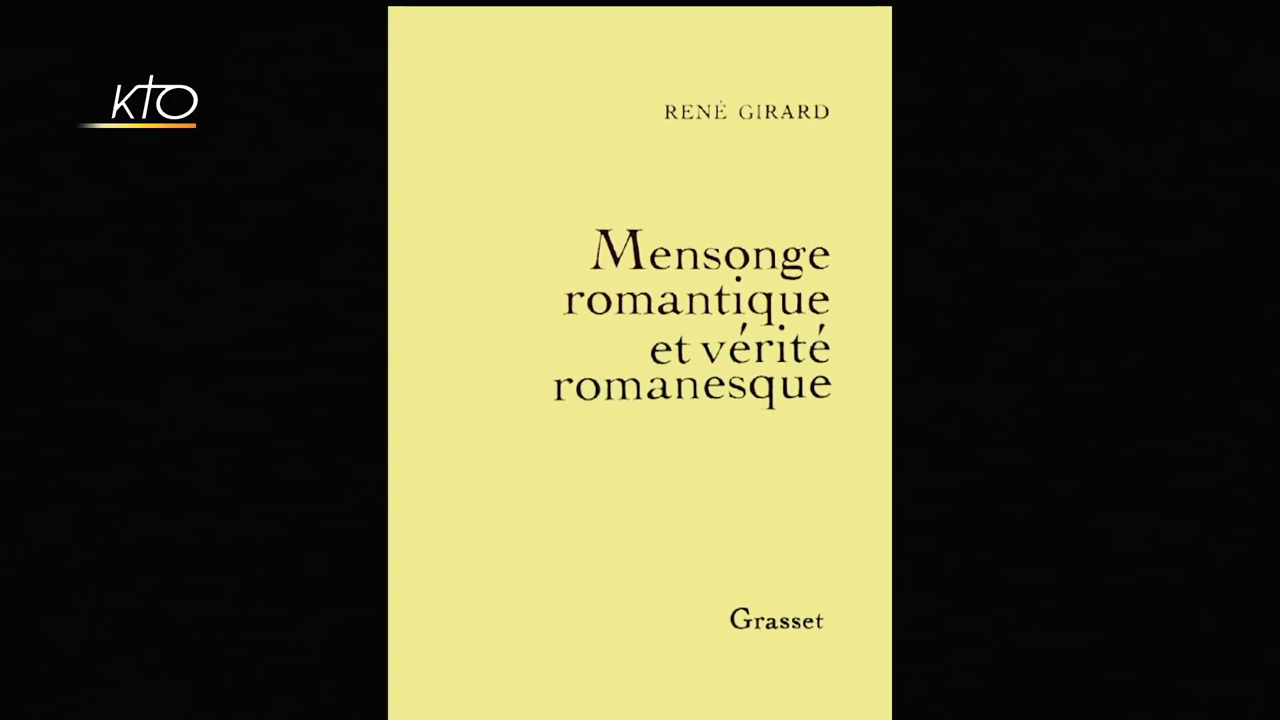 KTO
RENÉ GIRARD
Mensonge
romantique
et vérité
romanesque
Grasset